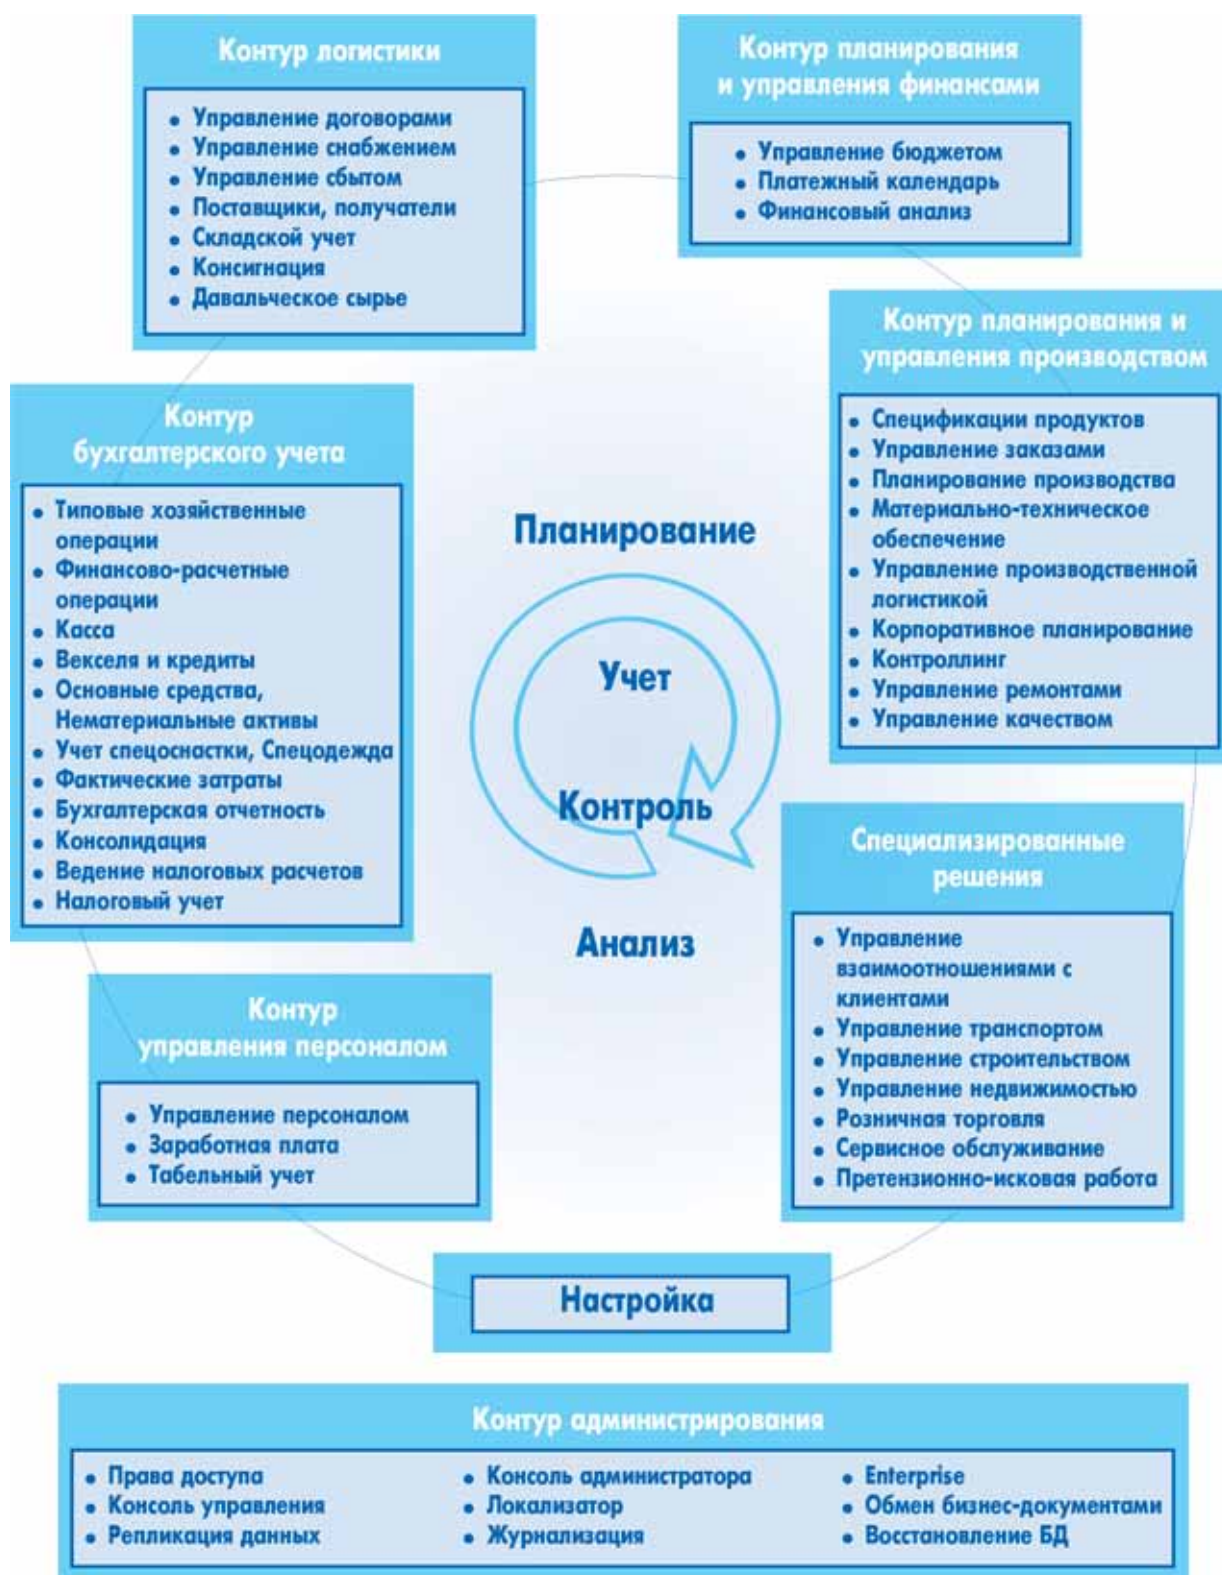 Контур логистики
• Управление договорами
• Управление снабжением
• Управление сбытом
• Поставщики, получатели
• Складской учет
• Консигнация
• Давальческое сырье
Контур планирования
и управления финансами
• Управление бюджетом
• Платежный календарь
• Финансовый анализ
Контур планирования и
управления производством
• Спецификации продуктов
• Управление заказами
• Планирование производства
• Материально-техническое
обеспечение
• Управление производственной
логистикой
• Корпоративное планирование
• Контроллинг
• Управление ремонтами
• Управление качеством
Контур
бухгалтерского учета
• Типовые хозяйственные
операции
• Финансово-расчетные
операции
• Касса
• Векселя и кредиты
• Основные средства,
Нематериальные активы
• Учет спецоснастки, Спецодежда
• Фактические затраты
• Бухгалтерская отчетность
• Консолидация
• Ведение налоговых расчетов
• Налоговый учет
Планирование
Учет
Контроль
Анализ
Специализированные
решения
• Управление
взаимоотношениями с
клиентами
• Управление транспортом
• Управление строительством
• Управление недвижимостью
• Розничная торговля
• Сервисное обслуживание
• Претензионно-исковая работа
Контур
управления персоналом
• Управление персоналом
• Заработная плата
• Табельный учет
Настройка
Контур администрирования
• Права доступа
• Консоль управления
• Репликация данных
• Консоль администратора
• Локализатор
• Журнализация
• Enterprise
• Обмен бизнес-документами
• Восстановление БД